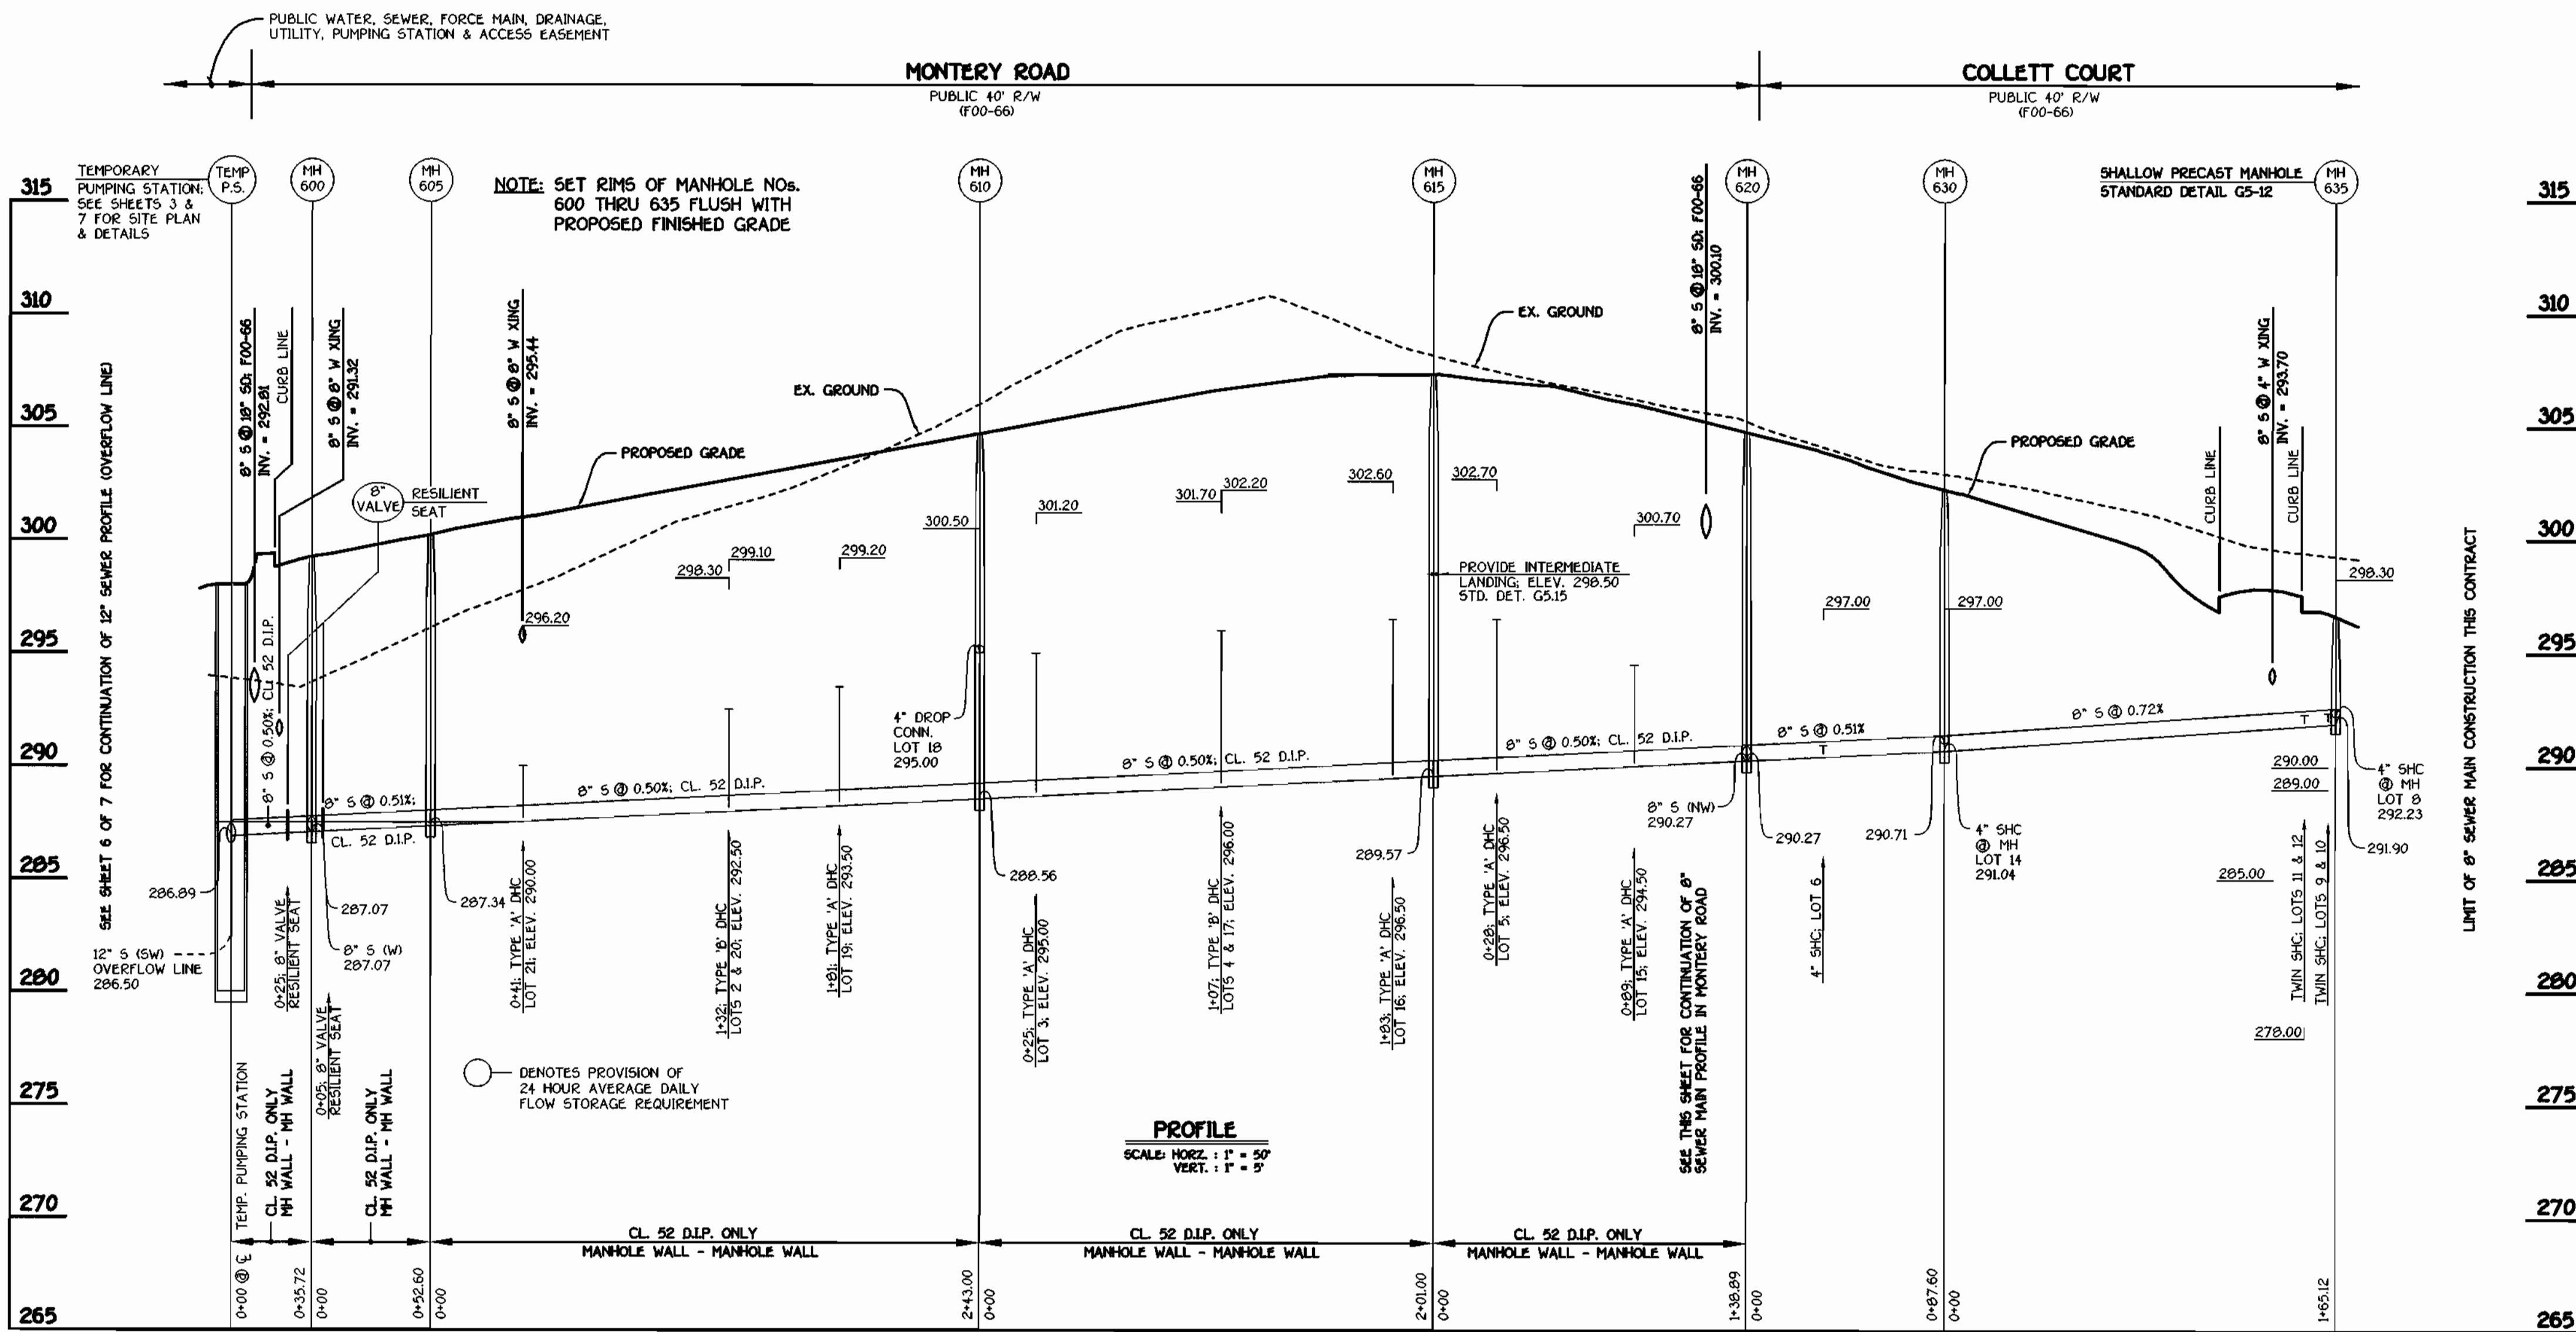 PUBLIC WATER, SEWER, FORCE MAIN, DRAINAGE,
UTILITY, PUMPING STATION & ACCESS EASEMENT
MONTERY ROAD
PUBLIC 40' R/W
(F00-66)
COLLETT COURT
PUBLIC 40' R/W
(F00-66)
TEMPORARY
PUMPING STATION;
SEE SHEETS 3 &
7 FOR SITE PLAN
& DETAILS
TEMP
P.S.
MH
600
MH
605
NOTE: SET RIMS OF MANHOLE NOs.
600 THRU 635 FLUSH WITH
PROPOSED FINISHED GRADE
MH
610
MH
615
MH
620
MH
630
SHALLOW PRECAST MANHOLE
STANDARD DETAIL G5-12
MH
635
315
310
305
300
295
290
285
280
275
270
265
315
310
305
300
295
290
285
280
275
270
265
SEE SHEET 6 OF 7 FOR CONTINUATION OF 12" SEWER PROFILE (OVERFLOW LINE)
8" S @ 18" SD; F00-66
INV. = 292.81
CURB LINE
8" S @ 8" W XING
INV. = 291.32
8" S @ 8" W XING
INV. = 295.44
8" S @ 18" SD; F00-66
INV. = 300.10
8" S @ 4" W XING
INV. = 293.70
CURB LINE
CURB LINE
EX. GROUND
EX. GROUND
PROPOSED GRADE
PROPOSED GRADE
8"
VALVE
RESILIENT
SEAT
296.20
298.30
299.10
299.20
300.50
301.20
301.70
302.20
302.60
302.70
300.70
297.00
297.00
298.30
PROVIDE INTERMEDIATE
LANDING; ELEV. 298.50
STD. DET. G5.15
4" DROP
CONN.
LOT 18
295.00
8" S @ 0.50%; CL. 52 D.I.P.
8" S @ 0.51%;
CL. 52 D.I.P.
8" S @ 0.50%; CL. 52 D.I.P.
8" S @ 0.50%; CL. 52 D.I.P.
8" S @ 0.50%; CL. 52 D.I.P.
8" S @ 0.51%
8" S @ 0.72%
286.89
12" S (SW)
OVERFLOW LINE
286.50
287.07
8" S (W)
287.07
287.34
288.56
289.57
8" S (NW)
290.27
290.27
290.71
4" SHC
@ MH
LOT 14
291.04
290.00
289.00
285.00
278.00
4" SHC
@ MH
LOT 8
292.23
291.90
0+25; 8" VALVE
RESILIENT SEAT
0+05; 8" VALVE
RESILIENT SEAT
0+41; TYPE 'A' DHC
LOT 21; ELEV. 290.00
1+32; TYPE 'B' DHC
LOTS 2 & 20; ELEV. 292.50
1+81; TYPE 'A' DHC
LOT 19; ELEV. 293.50
0+25; TYPE 'A' DHC
LOT 3; ELEV. 295.00
1+07; TYPE 'B' DHC
LOTS 4 & 17; ELEV. 296.00
1+83; TYPE 'A' DHC
LOT 16; ELEV. 296.50
0+28; TYPE 'A' DHC
LOT 5; ELEV. 296.50
0+89; TYPE 'A' DHC
LOT 15; ELEV. 294.50
SEE THIS SHEET FOR CONTINUATION OF 8"
SEWER MAIN PROFILE IN MONTERY ROAD
4" SHC; LOT 6
TWIN SHC; LOTS 11 & 12
TWIN SHC; LOTS 9 & 10
LIMIT OF 8" SEWER MAIN CONSTRUCTION THIS CONTRACT
DENOTES PROVISION OF
24 HOUR AVERAGE DAILY
FLOW STORAGE REQUIREMENT
PROFILE
SCALE: HORZ. : 1" = 50'
VERT. : 1" = 5'
TEMP. PUMPING STATION
CL. 52 D.I.P. ONLY
MH WALL - MH WALL
CL. 52 D.I.P. ONLY
MH WALL - MH WALL
CL. 52 D.I.P. ONLY
MANHOLE WALL - MANHOLE WALL
CL. 52 D.I.P. ONLY
MANHOLE WALL - MANHOLE WALL
CL. 52 D.I.P. ONLY
MANHOLE WALL - MANHOLE WALL
0+00 @ ℄
0+35.72
0+00
0+52.60
0+00
2+43.00
0+00
2+01.00
0+00
1+38.89
0+00
0+87.60
0+00
1+65.12